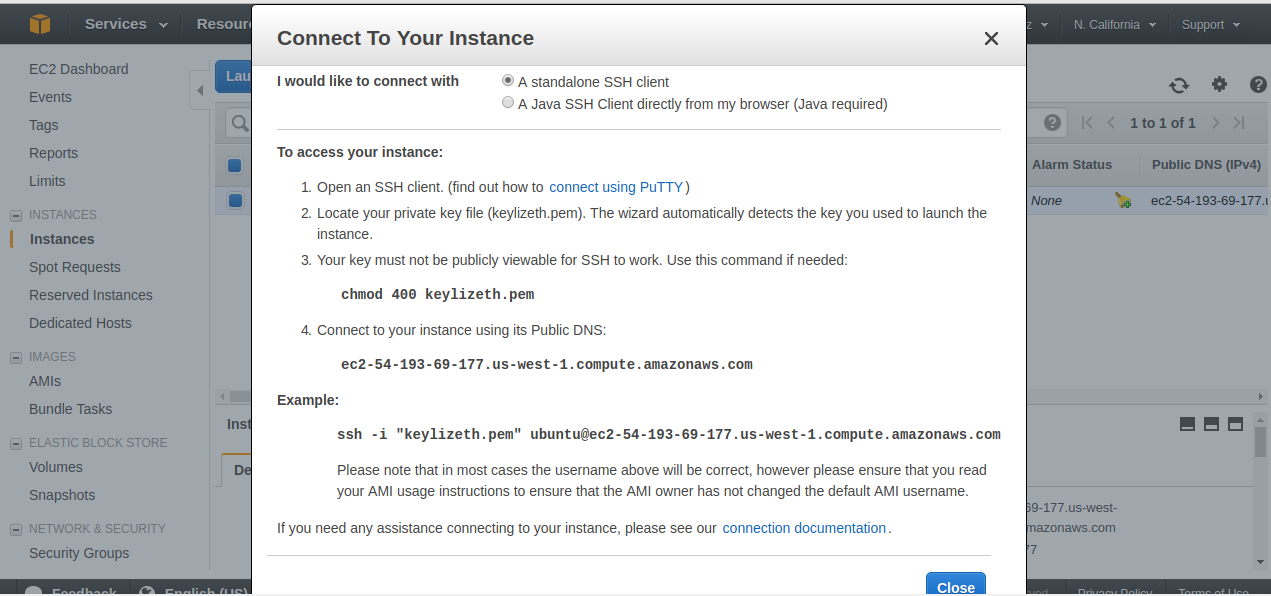 Services
N. California
Support
Connect To Your Instance
I would like to connect with
A standalone SSH client
A Java SSH Client directly from my browser (Java required)
To access your instance:
1. Open an SSH client. (find out how to connect using PuTTY)
2. Locate your private key file (keylizeth.pem). The wizard automatically detects the key you used to launch the
instance.
3. Your key must not be publicly viewable for SSH to work. Use this command if needed:
chmod 400 keylizeth.pem
4. Connect to your instance using its Public DNS:
ec2-54-193-69-177.us-west-1.compute.amazonaws.com
Example:
ssh -i "keylizeth.pem" ubuntu@ec2-54-193-69-177.us-west-1.compute.amazonaws.com
Please note that in most cases the username above will be correct, however please ensure that you read
your AMI usage instructions to ensure that the AMI owner has not changed the default AMI username.
If you need any assistance connecting to your instance, please see our connection documentation.
Close
EC2 Dashboard
Events
Tags
Reports
Limits
INSTANCES
Instances
Spot Requests
Reserved Instances
Dedicated Hosts
IMAGES
AMIs
Bundle Tasks
ELASTIC BLOCK STORE
Volumes
Snapshots
NETWORK & SECURITY
Security Groups
1 to 1 of 1
Alarm Status
Public DNS (IPv4)
None
ec2-54-193-69-177.
69-177.us-west-
mazonaws.com
77
Feedback
English (US)
Privacy Policy
Terms of Use